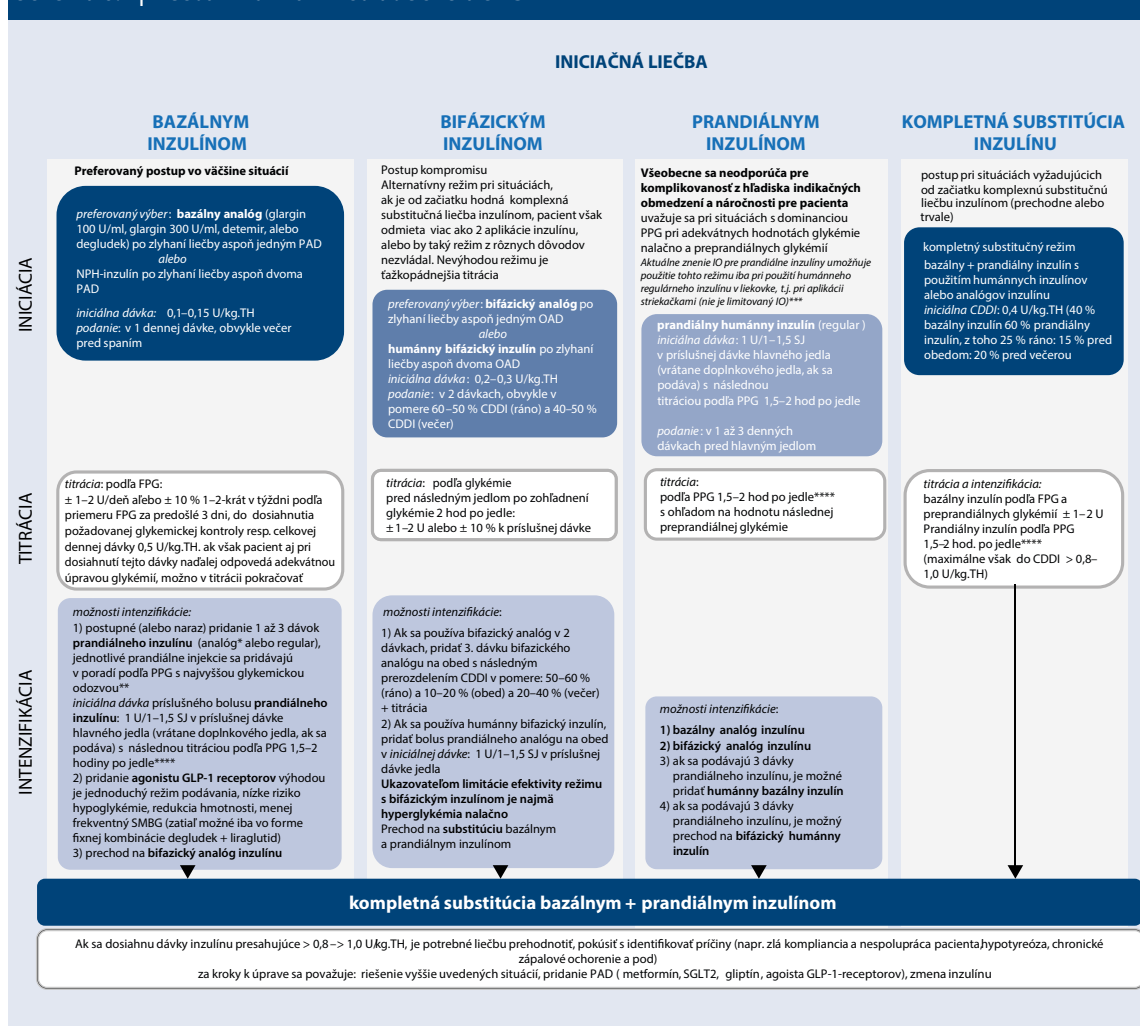 INICIAČNÁ LIEČBA
BAZÁLNYM
INZULÍNOM
Preferovaný postup vo väčšine situácií
preferovaný výber: bazálny analóg (glargin
100 U/ml, glargin 300 U/ml, detemir, alebo
degludek) po zlyhaní liečby aspoň jedným PAD
alebo
NPH-inzulín po zlyhaní liečby aspoň dvoma
PAD
iniciálna dávka: 0,1–0,15 U/kg.TH
podanie: v 1 dennej dávke, obvykle večer
pred spaním
BIFÁZICKÝM
INZULÍNOM
Postup kompromisu
Alternatívny režim pri situáciách,
ak je od začiatku hodná komplexná
substitučná liečba inzulínom, pacient však
odmieta viac ako 2 aplikácie inzulínu,
alebo by taký režim z rôznych dôvodov
nezvládal. Nevýhodou režimu je
ťažkopádnejšia titrácia
preferovaný výber: bifázický analóg po
zlyhaní liečby aspoň jedným OAD
alebo
humánny bifázický inzulín po zlyhaní
liečby aspoň dvoma OAD
iniciálna dávka: 0,2–0,3 U/kg.TH
podanie: v 2 dávkach, obvykle v
pomere 60–50 % CDDI (ráno) a 40–50 %
CDDI (večer)
PRANDIÁLNYM
INZULÍNOM
Všeobecne sa neodporúča pre
komplikovanosť z hľadiska indikačných
obmedzení a náročnosti pre pacienta
uvažuje sa pri situáciách s dominanciou
PPG pri adekvátnych hodnotách glykémie
nalačno a preprandiálnych glykémií
Aktuálne znenie IO pre prandiálne inzulíny umožňuje
použitie tohto režimu iba pri použití humánneho
regulárneho inzulínu v liekovke, t.j. pri aplikácii
striekačkami (nie je limitovaný IO)***
prandiálny humánny inzulín (regular )
iniciálna dávka: 1 U/1–1,5 SJ
v príslušnej dávke hlavného jedla
(vrátane doplnkového jedla, ak sa
podáva) s následnou
titráciou podľa PPG 1,5–2 hod po jedle
podanie: v 1 až 3 denných
dávkach pred hlavným jedlom
KOMPLETNÁ SUBSTITÚCIA
INZULÍNU
postup pri situáciách vyžadujúcich
od začiatku komplexnú substitučnú
liečbu inzulínom (prechodne alebo
trvale)
kompletný substitučný režim
bazálny + prandiálny inzulín s
použitím humánnych inzulínov
alebo analógov inzulínu
iniciálna CDDI: 0,4 U/kg.TH (40 %
bazálny inzulín 60 % prandiálny
inzulín, z toho 25 % ráno: 15 % pred
obedom: 20 % pred večerou
INICIÁCIA
TITRÁCIA
titrácia: podľa FPG:
± 1–2 U/deň aľebo ± 10 % 1–2-krát v týždni podľa
priemeru FPG za predošlé 3 dni, do dosiahnutia
požadovanej glykemickej kontroly resp. celkovej
dennej dávky 0,5 U/kg.TH. ak však pacient aj pri
dosiahnutí tejto dávky naďalej odpovedá adekvátnou
úpravou glykémií, možno v titrácii pokračovať
titrácia: podľa glykémie
pred následným jedlom po zohľadnení
glykémie 2 hod po jedle:
± 1–2 U alebo ± 10 % k príslušnej dávke
titrácia:
podľa PPG 1,5–2 hod po jedle****
s ohľadom na hodnotu následnej
preprandiálnej glykémie
titrácia a intenzifikácia:
bazálny inzulín podľa FPG a
preprandiálnych glykémií ± 1–2 U
Prandiálny inzulín podľa PPG
1,5–2 hod. po jedle****
(maximálne však do CDDI > 0,8–
1,0 U/kg.TH)
INTENZIFIKÁCIA
možnosti intenzifikácie:
1) postupné (alebo naraz) pridanie 1 až 3 dávok
prandiálneho inzulínu (analóg* alebo regular),
jednotlivé prandiálne injekcie sa pridávajú
v poradí podľa PPG s najvyššou glykemickou
odozvou**
iniciálna dávka príslušného bolusu prandiálneho
inzulínu: 1 U/1–1,5 SJ v príslušnej dávke
hlavného jedla (vrátane doplnkového jedla, ak sa
podáva) s následnou titráciou podľa PPG 1,5–2
hodiny po jedle****
2) pridanie agonistu GLP-1 receptorov výhodou
je jednoduchý režim podávania, nízke riziko
hypoglykémie, redukcia hmotnosti, menej
frekventný SMBG (zatiaľ možné iba vo forme
fixnej kombinácie degludek + liraglutid)
3) prechod na bifazický analóg inzulínu
možnosti intenzifikácie:
1) Ak sa používa bifazický analóg v 2
dávkach, pridať 3. dávku bifazického
analógu na obed s následným
prerozdelením CDDI v pomere: 50–60 %
(ráno) a 10–20 % (obed) a 20–40 % (večer)
+ titrácia
2) Ak sa používa humánny bifazický inzulín,
pridať bolus prandiálneho analógu na obed
v iniciálnej dávke: 1 U/1–1,5 SJ v príslušnej
dávke jedla
Ukazovateľom limitácie efektivity režimu
s bifázickým inzulínom je najmä
hyperglykémia nalačno
Prechod na substitúciu bazálnym
a prandiálnym inzulínom
možnosti intenzifikácie:
1) bazálny analóg inzulínu
2) bifázický analóg inzulínu
3) ak sa podávajú 3 dávky
prandiálneho inzulínu, je možné
pridať humánny bazálny inzulín
4) ak sa podávajú 3 dávky
prandiálneho inzulínu, je možný
prechod na bifázický humánny
inzulín
kompletná substitúcia bazálnym + prandiálnym inzulínom
Ak sa dosiahnu dávky inzulínu presahujúce > 0,8 –> 1,0 U/kg.TH, je potrebné liečbu prehodnotiť, pokúsiť s identifikovať príčiny (napr. zlá kompliancia a nespolupráca pacienta,hypotyreóza, chronické
zápalové ochorenie a pod)
za kroky k úprave sa považuje: riešenie vyššie uvedených situácií, pridanie PAD ( metformín, SGLT2, gliptín, agoista GLP-1-receptorov), zmena inzulínu